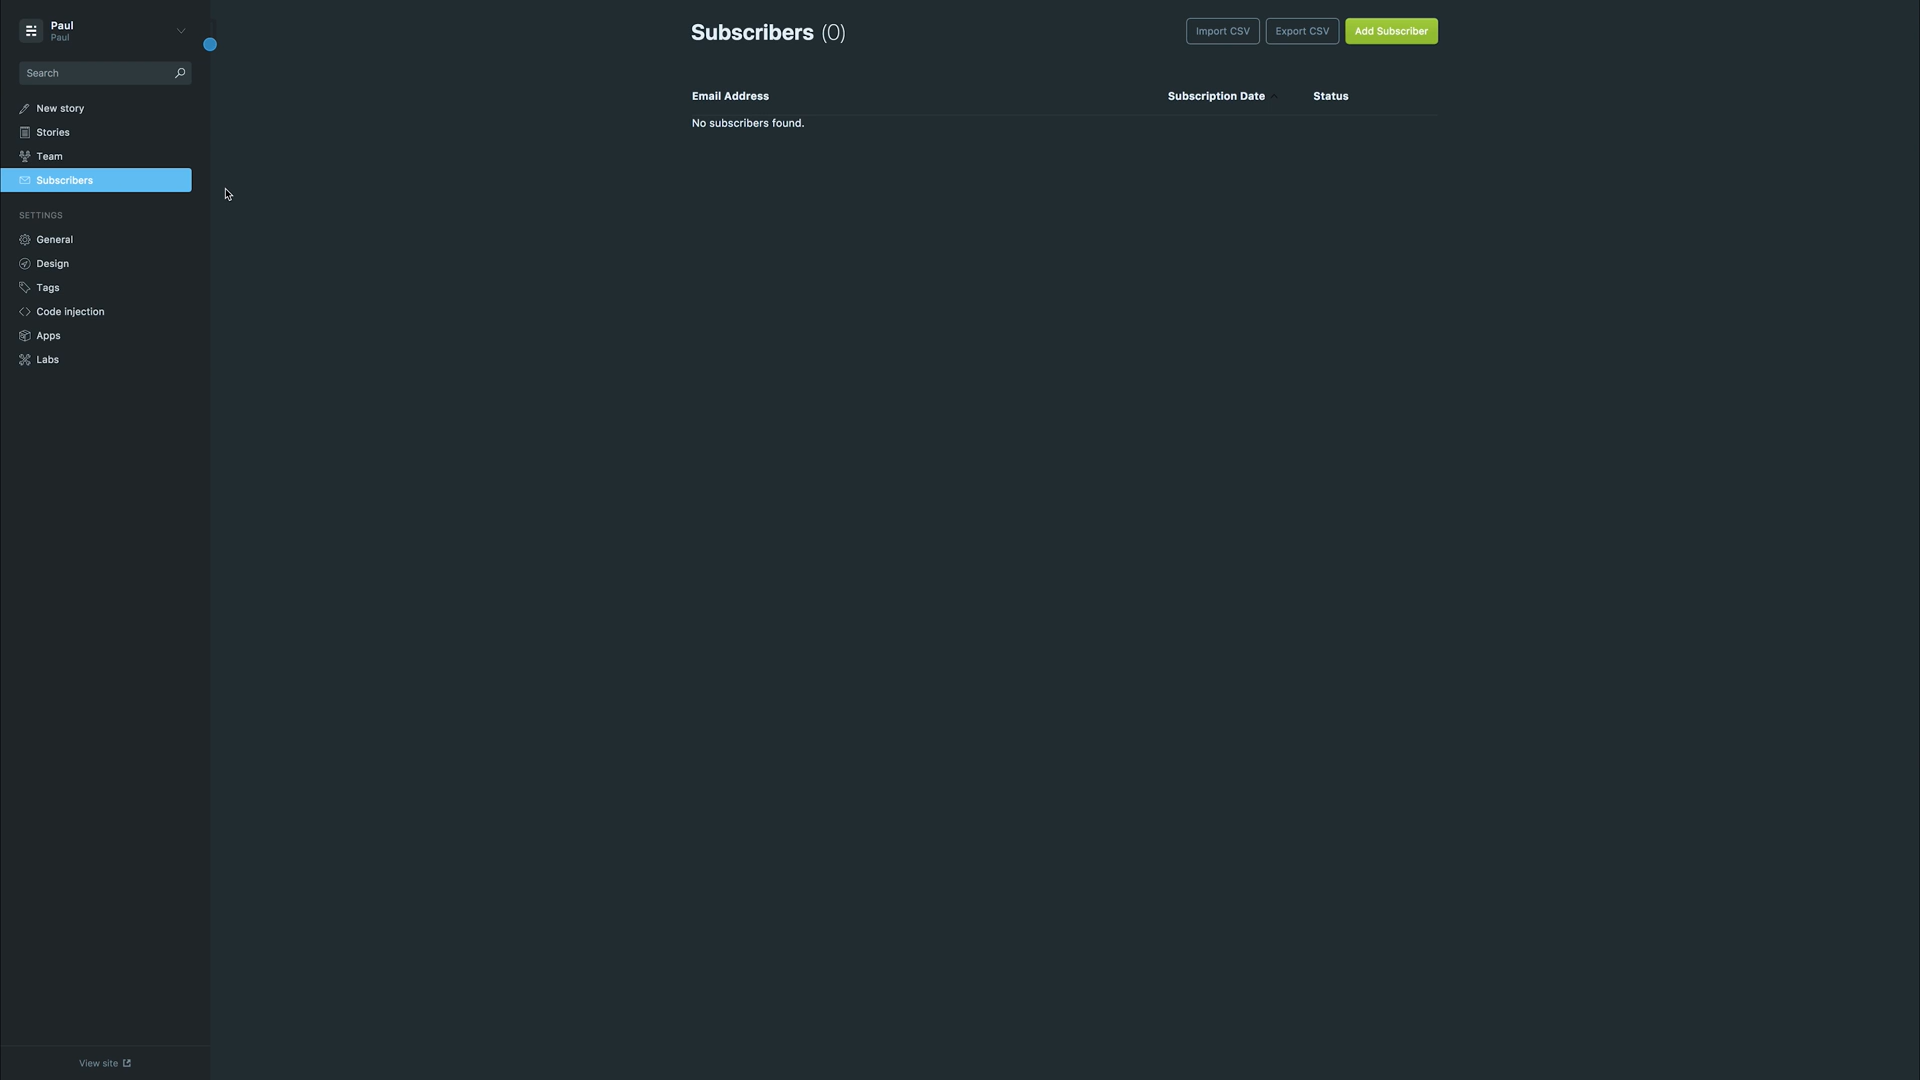 Paul
Paul
Search
New story
Stories
Team
Subscribers
SETTINGS
General
Design
Tags
Code injection
Apps
Labs
View site
Subscribers (0)
Import CSV
Export CSV
Add Subscriber
Email Address
Subscription Date
Status
No subscribers found.